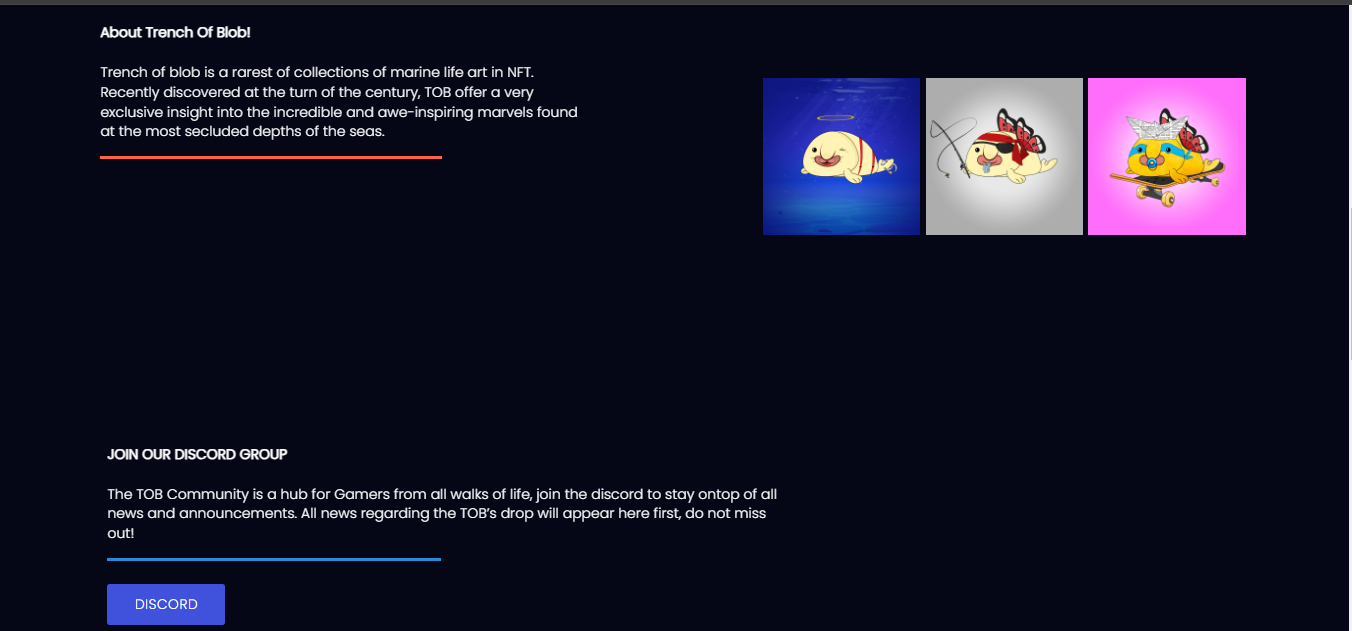 About Trench Of Blob!
Trench of blob is a rarest of collections of marine life art in NFT.
Recently discovered at the turn of the century, TOB offer a very
exclusive insight into the incredible and awe-inspiring marvels found
at the most secluded depths of the seas.
JOIN OUR DISCORD GROUP
The TOB Community is a hub for Gamers from all walks of life, join the discord to stay ontop of all
news and announcements. All news regarding the TOB’s drop will appear here first, do not miss
out!
DISCORD